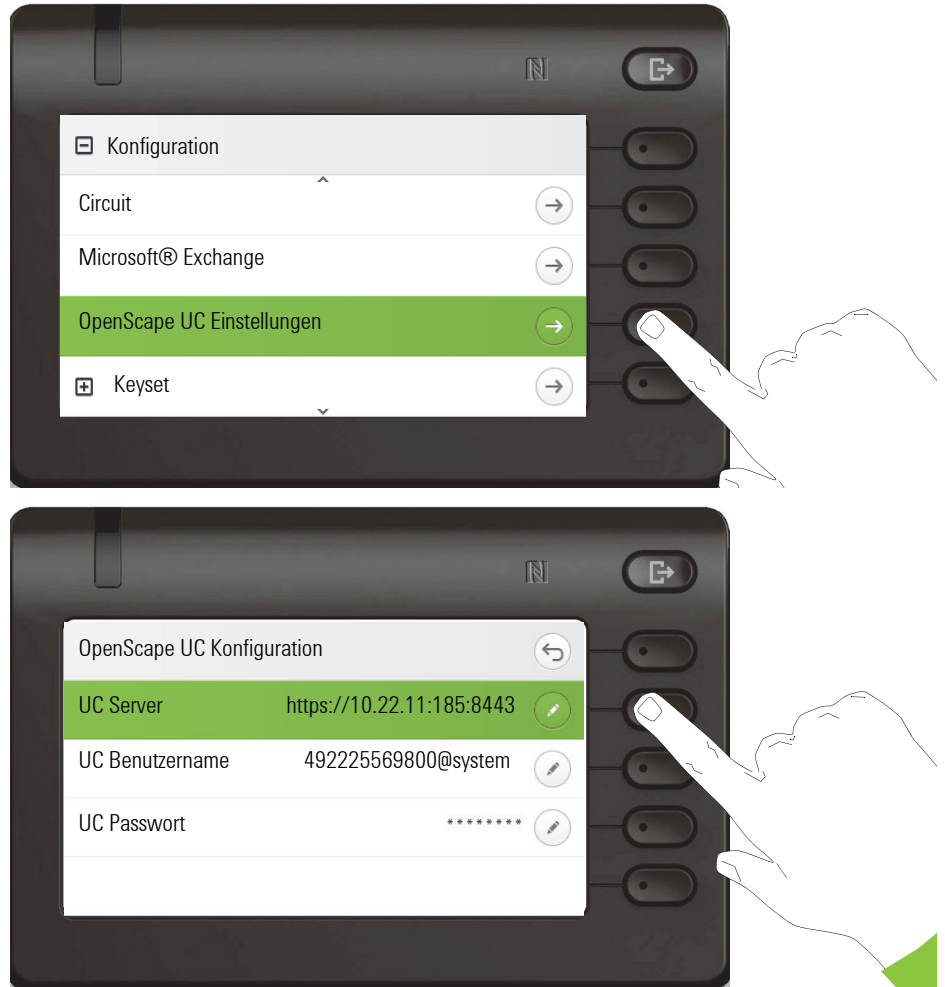 Konfiguration
Circuit
Microsoft® Exchange
OpenScape UC Einstellungen
Keyset
OpenScape UC Konfiguration
UC Server https://10.22.11:185:8443
UC Benutzername 492225569800@system
UC Passwort ********